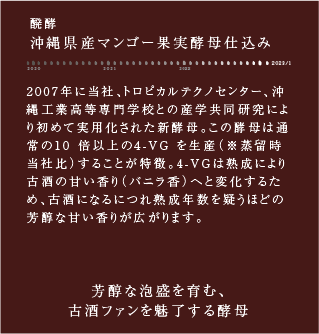 醗酵
沖縄県産マンゴー果実酵母仕込み
2020 2021 2022 2023/1
2007年に当社、トロピカルテクノセンター、沖
縄工業高等専門学校との産学共同研究によ
り初めて実用化された新酵母。この酵母は通
常の10 倍以上の4-VG を生産(※蒸留時
当社比)することが特徴。4-VGは熟成により
古酒の甘い香り(バニラ香)へと変化するた
め、古酒になるにつれ熟成年数を疑うほどの
芳醇な甘い香りが広がります。
芳醇な泡盛を育む、
古酒ファンを魅了する酵母